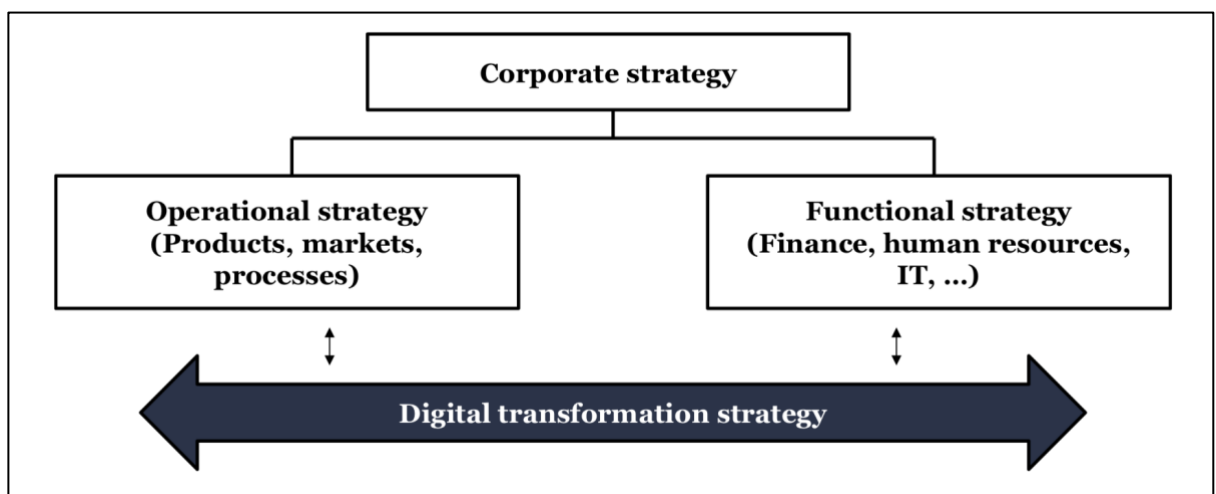 Corporate strategy
Operational strategy
(Products, markets,
processes)
Functional strategy
(Finance, human resources,
IT, ...)
Digital transformation strategy